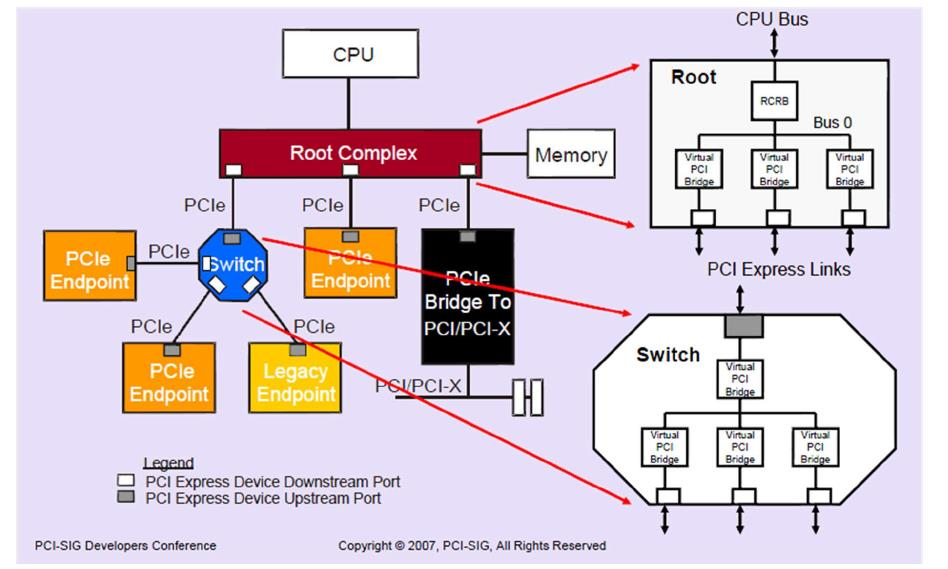 CPU Bus
CPU
Root
RCRB
Bus 0
Root Complex
Memory
Virtual
PCI
Bridge
Virtual
PCI
Bridge
Virtual
PCI
Bridge
PCIe
PCIe
PCIe
PCI Express Links
PCIe
Endpoint
PCIe
Switch
PCIe
Endpoint
PCIe
Bridge To
PCI/PCI-X
PCIe
PCIe
Switch
Virtual
PCI
Bridge
PCIe
Endpoint
Legacy
Endpoint
PCI/PCI-X
Virtual
PCI
Bridge
Virtual
PCI
Bridge
Virtual
PCI
Bridge
Legend
PCI Express Device Downstream Port
PCI Express Device Upstream Port
PCI-SIG Developers Conference
Copyright © 2007, PCI-SIG, All Rights Reserved